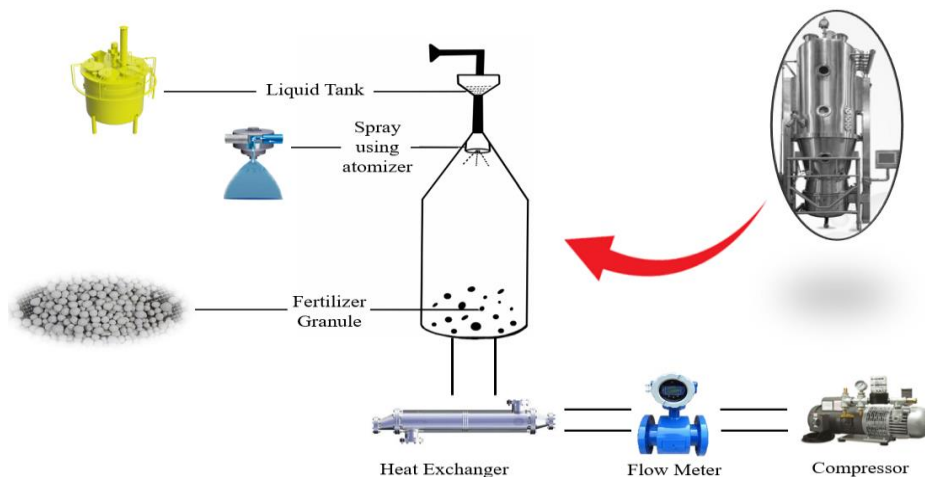 Liquid Tank
Spray
using
atomizer
Fertilizer
Granule
Heat Exchanger
Flow Meter
Compressor